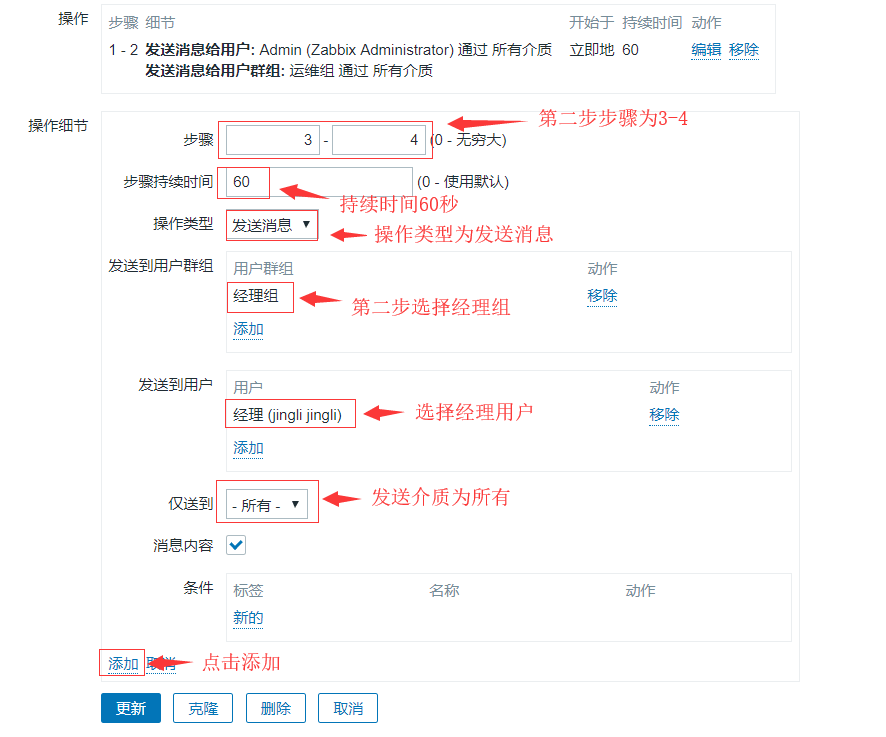 操作
步骤 细节 开始于 持续时间 动作
1 - 2 发送消息给用户: Admin (Zabbix Administrator) 通过 所有介质 立即地 60 编辑 移除
发送消息给用户群组: 运维组 通过 所有介质
操作细节
第二步步骤为3-4
步骤 3 - 4 (0 - 无穷大)
步骤持续时间 60 (0 - 使用默认)
持续时间60秒
操作类型 发送消息 ▼
操作类型为发送消息
发送到用户群组 用户群组 动作
经理组 移除
第二步选择经理组
添加
发送到用户 用户 动作
经理 (jingli jingli) 选择经理用户 移除
添加
仅送到 - 所有 - ▼ 发送介质为所有
消息内容
条件 标签 名称 动作
新的
添加 取消 点击添加
更新 克隆 删除 取消